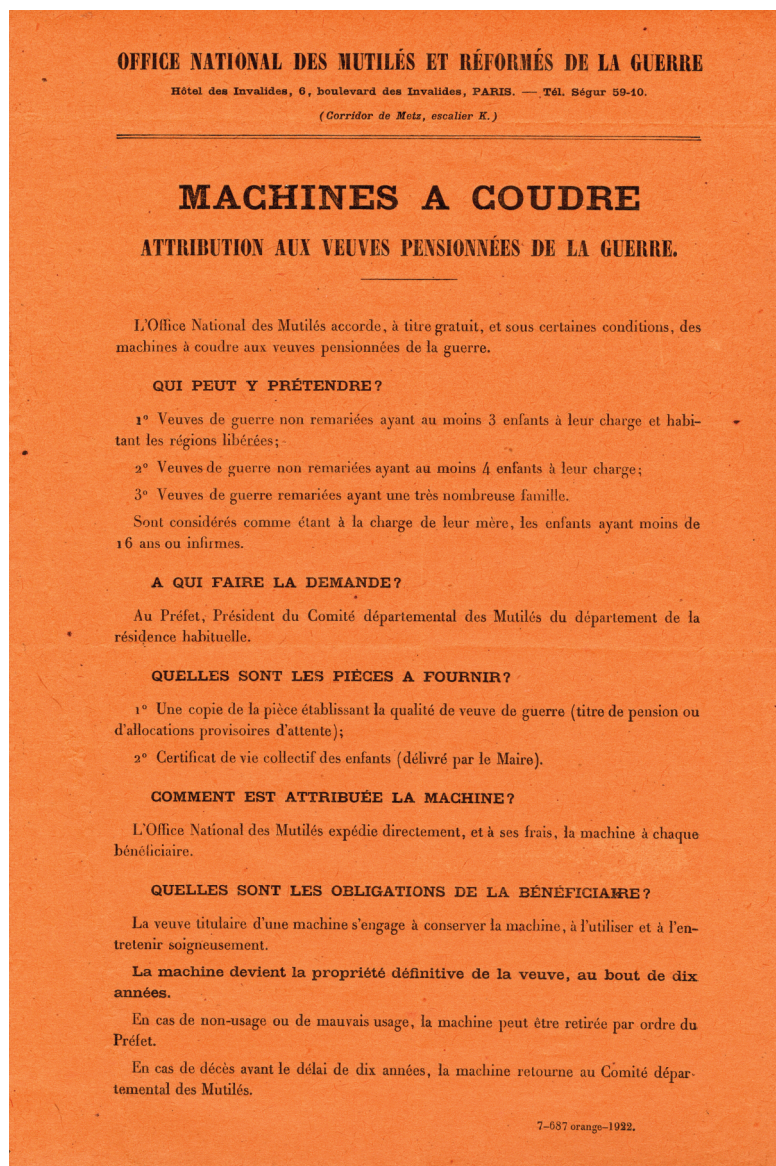 OFFICE NATIONAL DES MUTILÉS ET RÉFORMÉS DE LA GUERRE
Hôtel des Invalides, 6, boulevard des Invalides, PARIS. — Tél. Ségur 59-10.
(Corridor de Metz, escalier K.)
MACHINES A COUDRE
ATTRIBUTION AUX VEUVES PENSIONNÉES DE LA GUERRE.
L'Office National des Mutilés accorde, à titre gratuit, et sous certaines conditions, des
machines à coudre aux veuves pensionnées de la guerre.
QUI PEUT Y PRÉTENDRE?
1° Veuves de guerre non remariées ayant au moins 3 enfants à leur charge et habi-
tant les régions libérées;
2° Veuves de guerre non remariées ayant au moins 4 enfants à leur charge;
3° Veuves de guerre remariées ayant une très nombreuse famille.
Sont considérés comme étant à la charge de leur mère, les enfants ayant moins de
16 ans ou infirmes.
A QUI FAIRE LA DEMANDE?
Au Préfet, Président du Comité départemental des Mutilés du département de la
résidence habituelle.
QUELLES SONT LES PIÈCES A FOURNIR?
1° Une copie de la pièce établissant la qualité de veuve de guerre (titre de pension ou
d'allocations provisoires d'attente);
2° Certificat de vie collectif des enfants (délivré par le Maire).
COMMENT EST ATTRIBUÉE LA MACHINE?
L'Office National des Mutilés expédie directement, et à ses frais, la machine à chaque
bénéficiaire.
QUELLES SONT LES OBLIGATIONS DE LA BÉNÉFICIAIRE?
La veuve titulaire d'une machine s'engage à conserver la machine, à l'utiliser et à l'en-
tretenir soigneusement.
La machine devient la propriété définitive de la veuve, au bout de dix
années.
En cas de non-usage ou de mauvais usage, la machine peut être retirée par ordre du
Préfet.
En cas de décès avant le délai de dix années, la machine retourne au Comité dépar-
temental des Mutilés.
7-687 orange-1922.